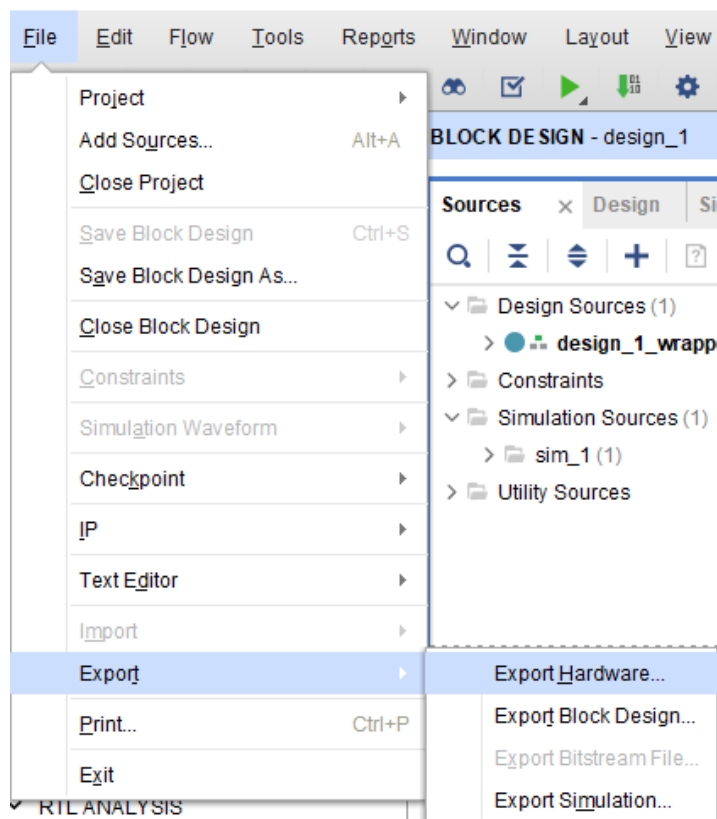 File Edit Flow Tools Reports Window Layout View
Project
Add Sources... Alt+A
BLOCK DESIGN - design_1
Close Project
Sources Design Si
Save Block Design Ctrl+S
Save Block Design As...
Design Sources (1)
Close Block Design
design_1_wrapp
Constraints
Constraints
Simulation Waveform
Simulation Sources (1)
sim_1 (1)
Checkpoint
Utility Sources
IP
Text Editor
Import
Export
Export Hardware...
Print... Ctrl+P
Export Block Design...
Export Bitstream File...
Exit
Export Simulation...
RTL ANALYSIS